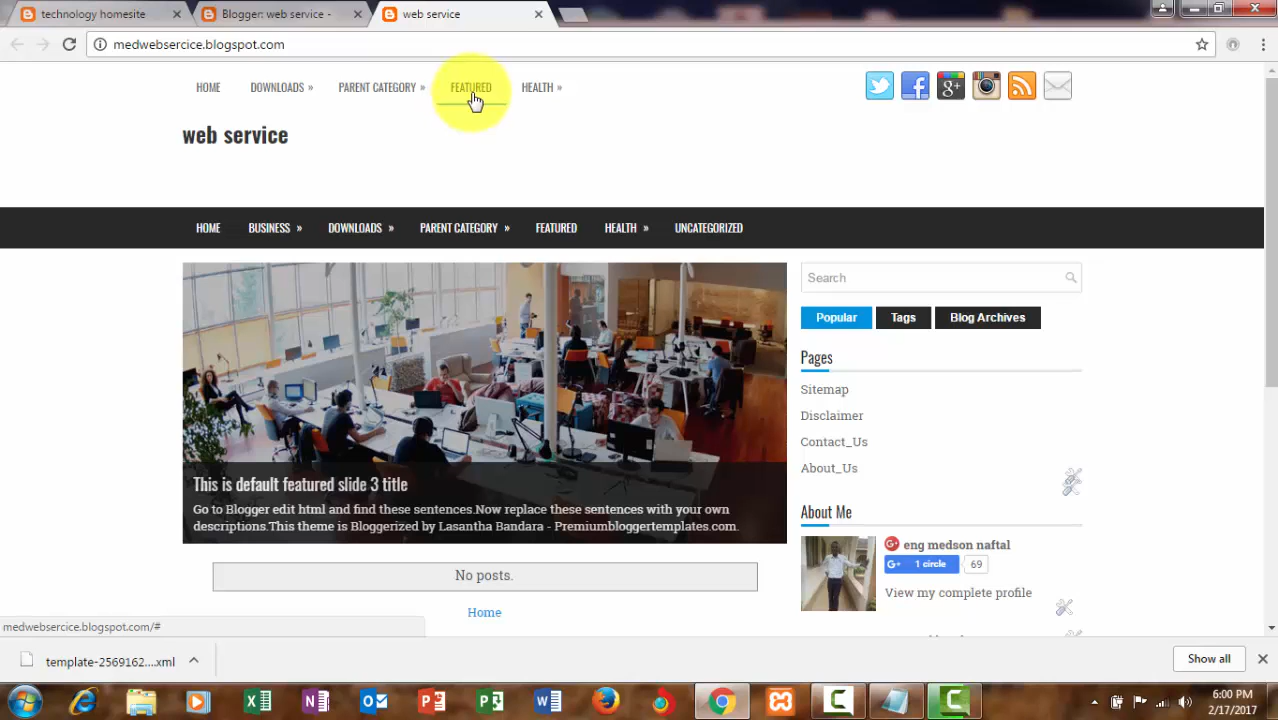 technology homesite
Blogger: web service -
web service
medwebsercice.blogspot.com
HOME DOWNLOADS » PARENT CATEGORY » FEATURED HEALTH »
web service
HOME BUSINESS » DOWNLOADS » PARENT CATEGORY » FEATURED HEALTH » UNCATEGORIZED
Search
Popular Tags Blog Archives
Pages
Sitemap
Disclaimer
Contact_Us
About_Us
This is default featured slide 3 title
Go to Blogger edit html and find these sentences.Now replace these sentences with your own
descriptions.This theme is Bloggerized by Lasantha Bandara - Premiumbloggertemplates.com.
About Me
eng medson naftal
G+ 1 circle 69
View my complete profile
No posts.
Home
medwebsercice.blogspot.com/#
template-2569162....xml
Show all
6:00 PM
2/17/2017